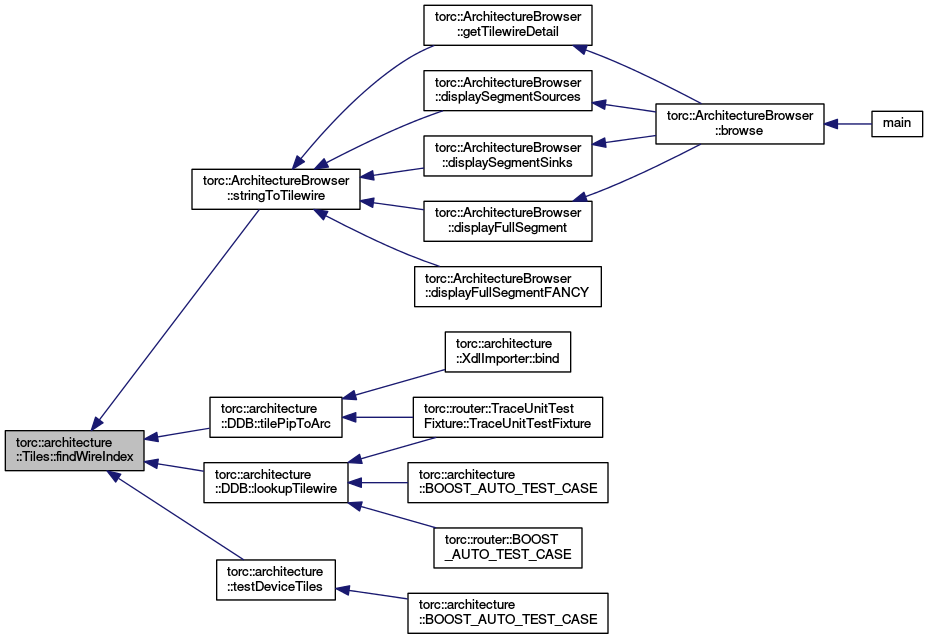 torc::ArchitectureBrowser
::getTilewireDetail
torc::ArchitectureBrowser
::displaySegmentSources
torc::ArchitectureBrowser
::browse
main
torc::ArchitectureBrowser
::displaySegmentSinks
torc::ArchitectureBrowser
::stringToTilewire
torc::ArchitectureBrowser
::displayFullSegment
torc::ArchitectureBrowser
::displayFullSegmentFANCY
torc::architecture
::XdlImporter::bind
torc::architecture
::DDB::tilePipToArc
torc::router::TraceUnitTest
Fixture::TraceUnitTestFixture
torc::architecture
::Tiles::findWireIndex
torc::architecture
::DDB::lookupTilewire
torc::architecture
::BOOST_AUTO_TEST_CASE
torc::router::BOOST
_AUTO_TEST_CASE
torc::architecture
::testDeviceTiles
torc::architecture
::BOOST_AUTO_TEST_CASE